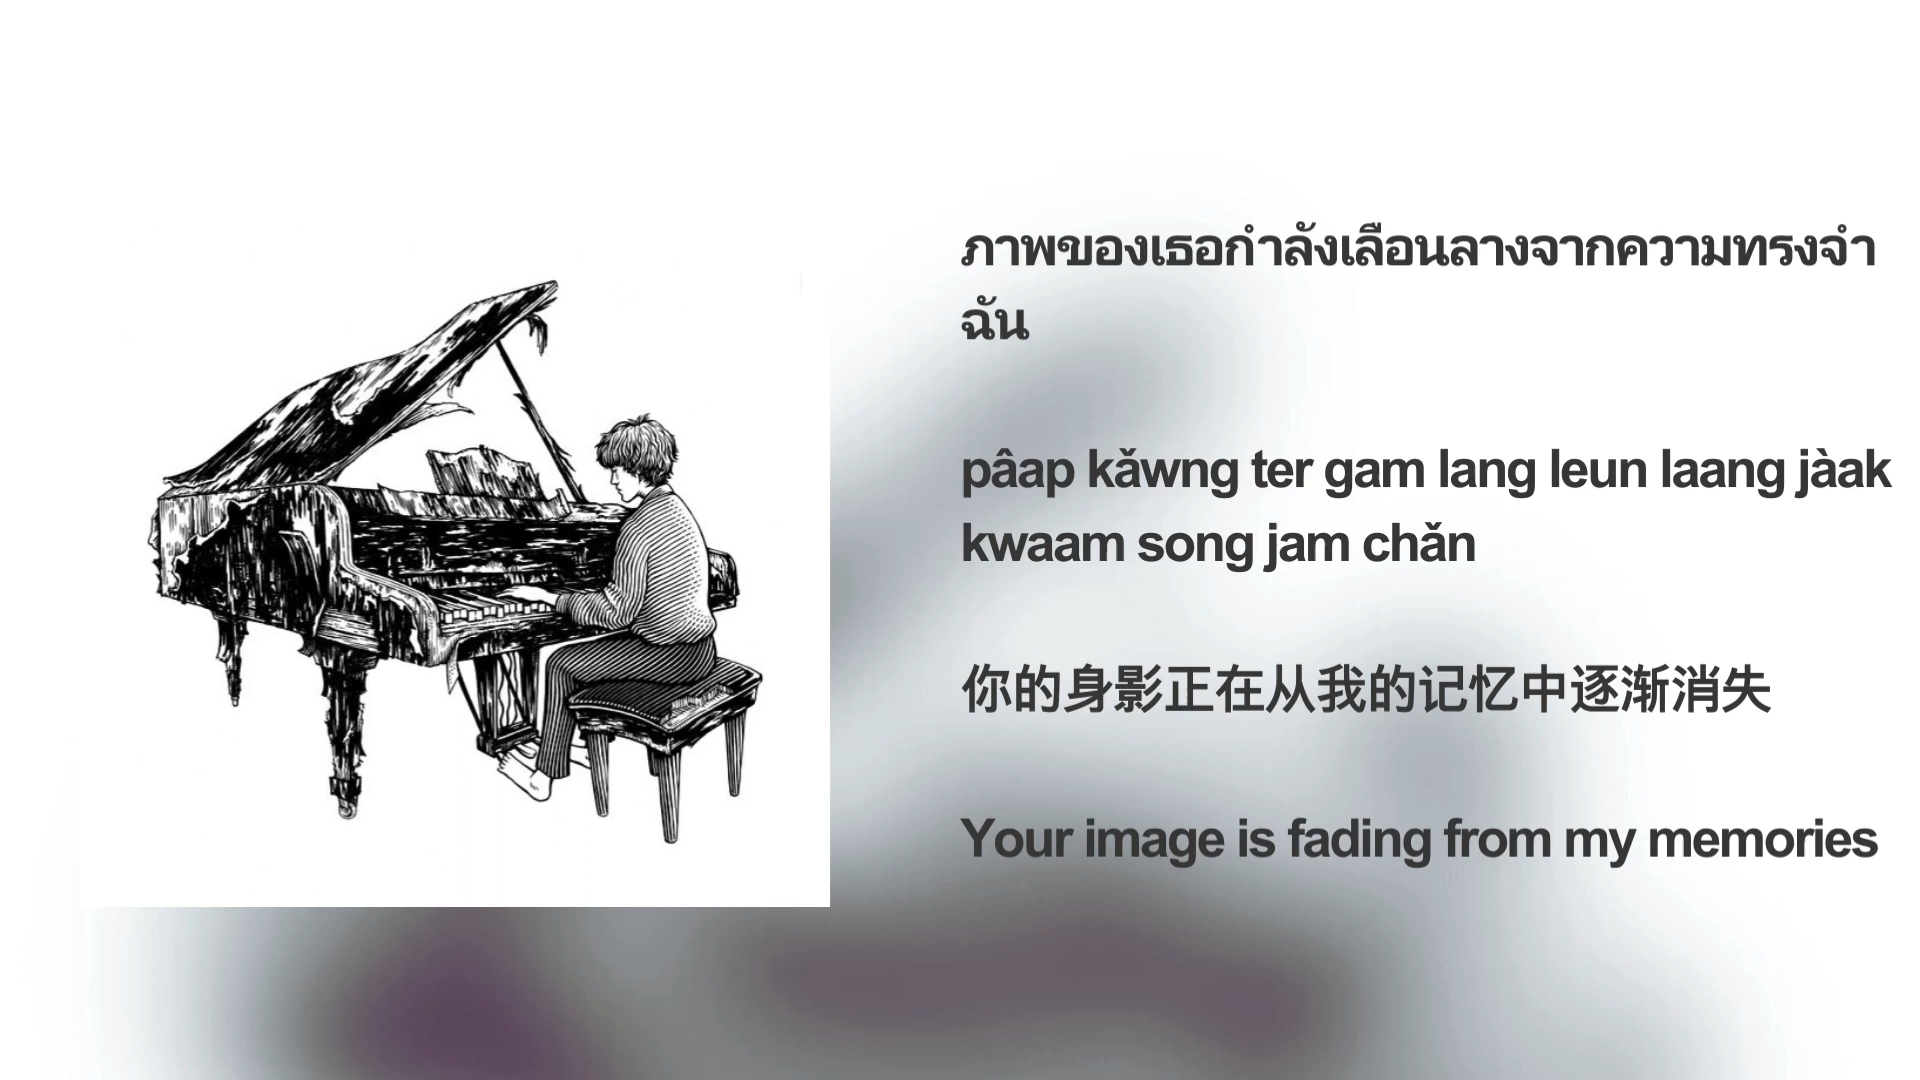 ภาพของเธอกำลังเลือนลางจากความทรงจำ
ฉัน
pâap kǎwng ter gam lang leun laang jàak
kwaam song jam chǎn
你的身影正在从我的记忆中逐渐消失
Your image is fading from my memories